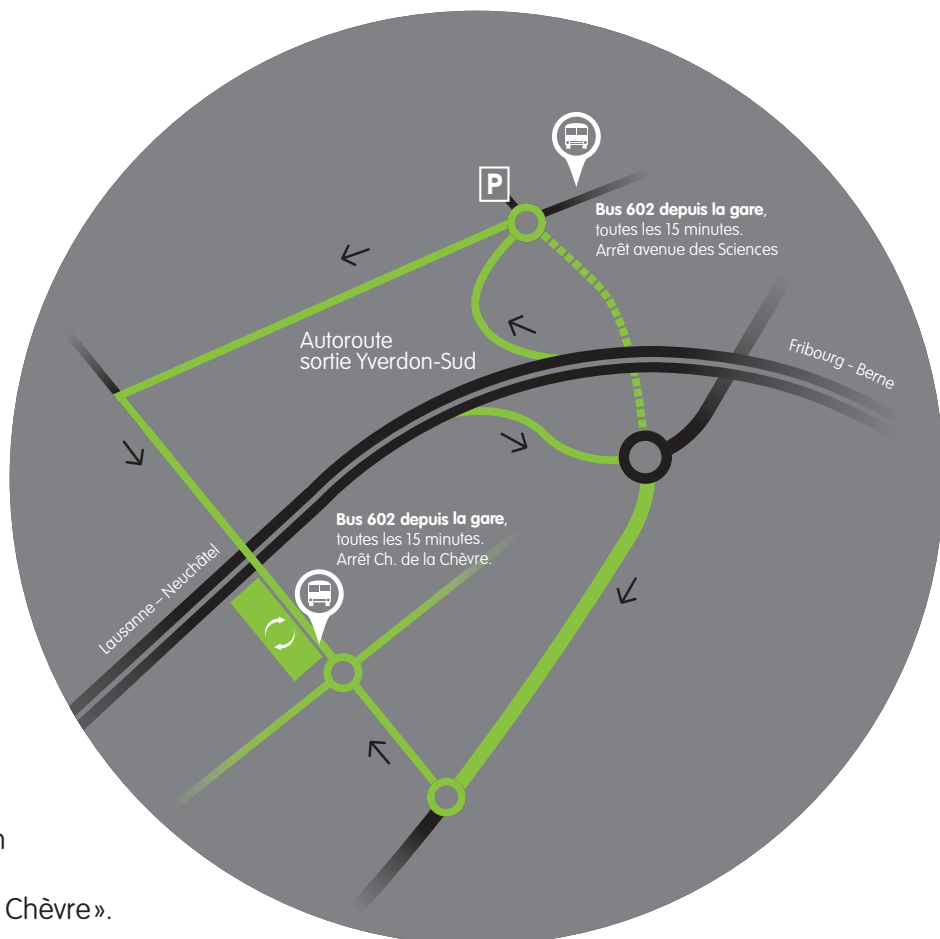 P
Bus 602 depuis la gare,
toutes les 15 minutes.
Arrêt avenue des Sciences
Autoroute
sortie Yverdon-Sud
Fribourg - Berne
Bus 602 depuis la gare,
toutes les 15 minutes.
Arrêt Ch. de la Chèvre.
Lausanne – Neuchâtel
Chèvre».